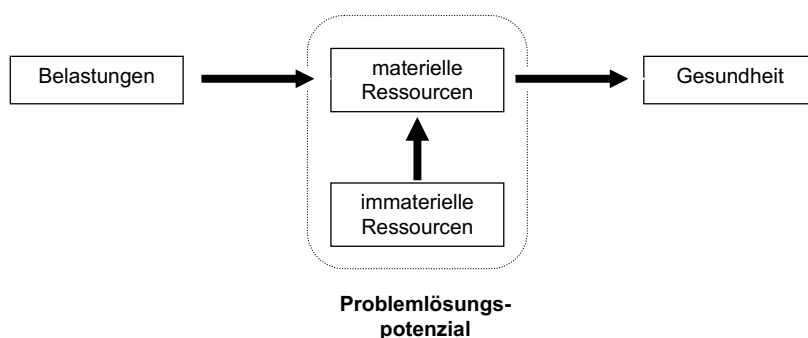 Belastungen
materielle
Ressourcen
Gesundheit
immaterielle
Ressourcen
Problemlösungs-
potenzial